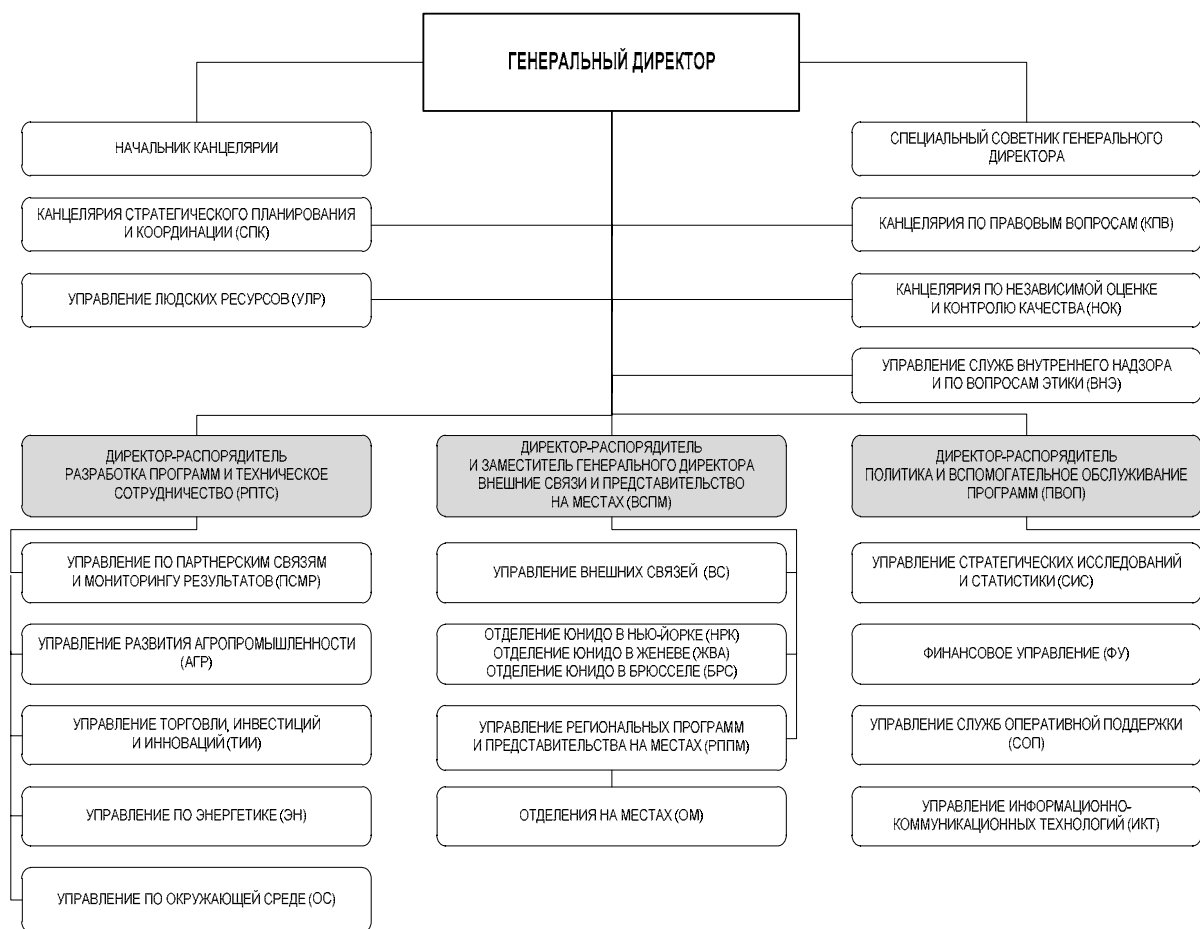 ГЕНЕРАЛЬНЫЙ ДИРЕКТОР
НАЧАЛЬНИК КАНЦЕЛЯРИИ
СПЕЦИАЛЬНЫЙ СОВЕТНИК ГЕНЕРАЛЬНОГО
ДИРЕКТОРА
КАНЦЕЛЯРИЯ СТРАТЕГИЧЕСКОГО ПЛАНИРОВАНИЯ
И КООРДИНАЦИИ (СПК)
КАНЦЕЛЯРИЯ ПО ПРАВОВЫМ ВОПРОСАМ (КПВ)
УПРАВЛЕНИЕ ЛЮДСКИХ РЕСУРСОВ (УЛР)
КАНЦЕЛЯРИЯ ПО НЕЗАВИСИМОЙ ОЦЕНКЕ
И КОНТРОЛЮ КАЧЕСТВА (НОК)
УПРАВЛЕНИЕ СЛУЖБ ВНУТРЕННЕГО НАДЗОРА
И ПО ВОПРОСАМ ЭТИКИ (ВНЭ)
ДИРЕКТОР-РАСПОРЯДИТЕЛЬ
РАЗРАБОТКА ПРОГРАММ И ТЕХНИЧЕСКОЕ
СОТРУДНИЧЕСТВО (РПТС)
ДИРЕКТОР-РАСПОРЯДИТЕЛЬ
И ЗАМЕСТИТЕЛЬ ГЕНЕРАЛЬНОГО ДИРЕКТОРА
ВНЕШНИЕ СВЯЗИ И ПРЕДСТАВИТЕЛЬСТВО
НА МЕСТАХ (ВСПМ)
ДИРЕКТОР-РАСПОРЯДИТЕЛЬ
ПОЛИТИКА И ВСПОМОГАТЕЛЬНОЕ ОБСЛУЖИВАНИЕ
ПРОГРАММ (ПВОП)
УПРАВЛЕНИЕ ПО ПАРТНЕРСКИМ СВЯЗЯМ
И МОНИТОРИНГУ РЕЗУЛЬТАТОВ (ПСМР)
УПРАВЛЕНИЕ ВНЕШНИХ СВЯЗЕЙ (ВС)
УПРАВЛЕНИЕ СТРАТЕГИЧЕСКИХ ИССЛЕДОВАНИЙ
И СТАТИСТИКИ (СИС)
УПРАВЛЕНИЕ РАЗВИТИЯ АГРОПРОМЫШЛЕННОСТИ
(АГР)
ОТДЕЛЕНИЕ ЮНИДО В НЬЮ-ЙОРКЕ (НРК)
ОТДЕЛЕНИЕ ЮНИДО В ЖЕНЕВЕ (ЖВА)
ОТДЕЛЕНИЕ ЮНИДО В БРЮССЕЛЕ (БРС)
ФИНАНСОВОЕ УПРАВЛЕНИЕ (ФУ)
УПРАВЛЕНИЕ ТОРГОВЛИ, ИНВЕСТИЦИЙ
И ИННОВАЦИЙ (ТИИ)
УПРАВЛЕНИЕ РЕГИОНАЛЬНЫХ ПРОГРАММ
И ПРЕДСТАВИТЕЛЬСТВА НА МЕСТАХ (РППМ)
УПРАВЛЕНИЕ СЛУЖБ ОПЕРАТИВНОЙ ПОДДЕРЖКИ
(СОП)
УПРАВЛЕНИЕ ПО ЭНЕРГЕТИКЕ (ЭН)
ОТДЕЛЕНИЯ НА МЕСТАХ (ОМ)
УПРАВЛЕНИЕ ИНФОРМАЦИОННО-
КОММУНИКАЦИОННЫХ ТЕХНОЛОГИЙ (ИКТ)
УПРАВЛЕНИЕ ПО ОКРУЖАЮЩЕЙ СРЕДЕ (ОС)